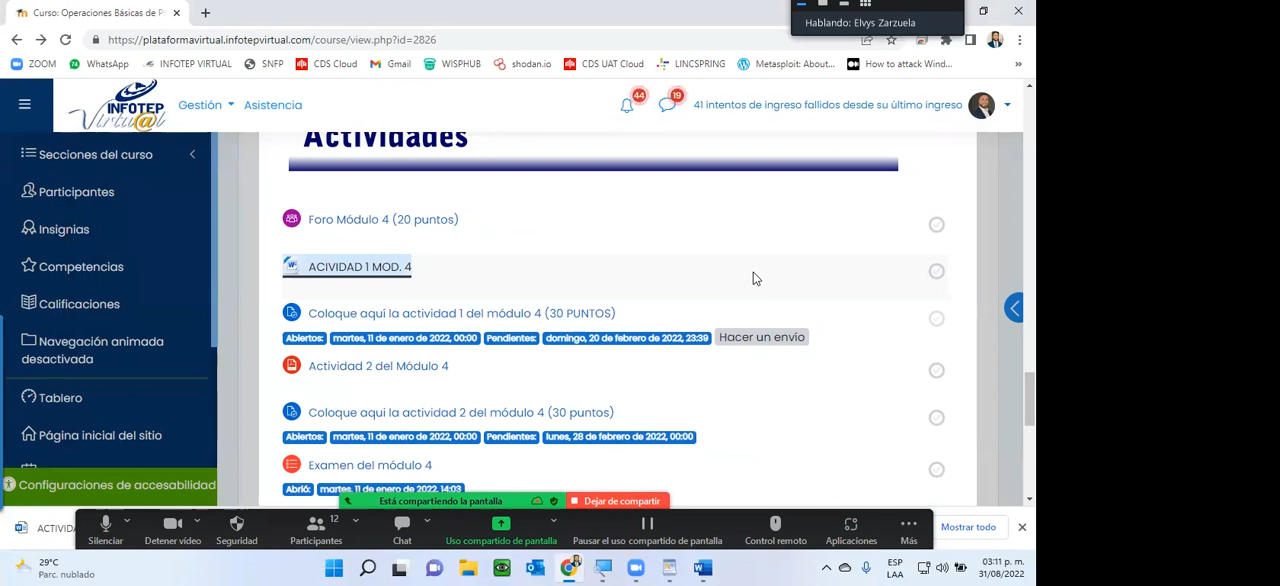 Curso: Operaciones Básicas de P
Hablando: Elvys Zarzuela
https://plataformavirtual.infotepvirtual.com/course/view.php?id=2826
ZOOM WhatsApp INFOTEP VIRTUAL SNFP CDS Cloud Gmail WISPHUB shodan.io CDS UAT Cloud LINCSPRING Metasploit: About... How to attack Wind... »
INFOTEP
Virtu@l
Gestión Asistencia 44 19 41 intentos de ingreso fallidos desde su último ingreso
Actividades
Secciones del curso
Participantes
Insignias
Competencias
Calificaciones
Navegación animada
desactivada
Tablero
Página inicial del sitio
Configuraciones de accesabilidad
Foro Módulo 4 (20 puntos)
ACIVIDAD 1 MOD. 4
Coloque aquí la actividad 1 del módulo 4 (30 PUNTOS)
Abiertos: martes, 11 de enero de 2022, 00:00 Pendientes: domingo, 20 de febrero de 2022, 23:39 Hacer un envío
Actividad 2 del Módulo 4
Coloque aqui la actividad 2 del módulo 4 (30 puntos)
Abiertos: martes, 11 de enero de 2022, 00:00 Pendientes: lunes, 28 de febrero de 2022, 00:00
Examen del módulo 4
Abrió: martes, 11 de enero de 2022, 14:03
Está compartiendo la pantalla Dejar de compartir
ACTIVIDA
12
Silenciar Detener video Seguridad Participantes Chat Uso compartido de pantalla Pausar el uso compartido de pantalla Control remoto Aplicaciones Más
Mostrar todo
29°C
Parc. nublado
ESP
LAA
03:11 p. m.
31/08/2022